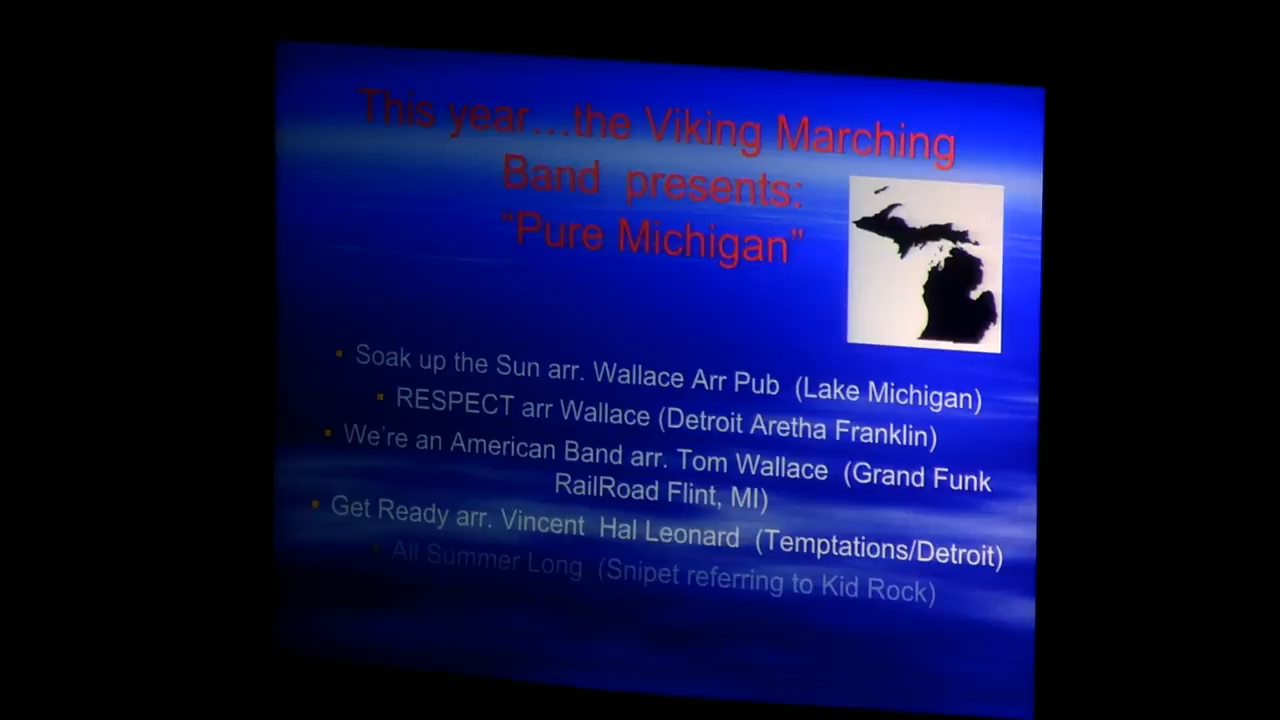 This year...the Viking Marching
Band presents:
"Pure Michigan"
Soak up the Sun arr. Wallace Arr Pub (Lake Michigan)
RESPECT arr Wallace (Detroit Aretha Franklin)
We're an American Band arr. Tom Wallace (Grand Funk
RailRoad Flint, MI)
Get Ready arr. Vincent Hal Leonard (Temptations/Detroit)
All Summer Long (Snipet referring to Kid Rock)